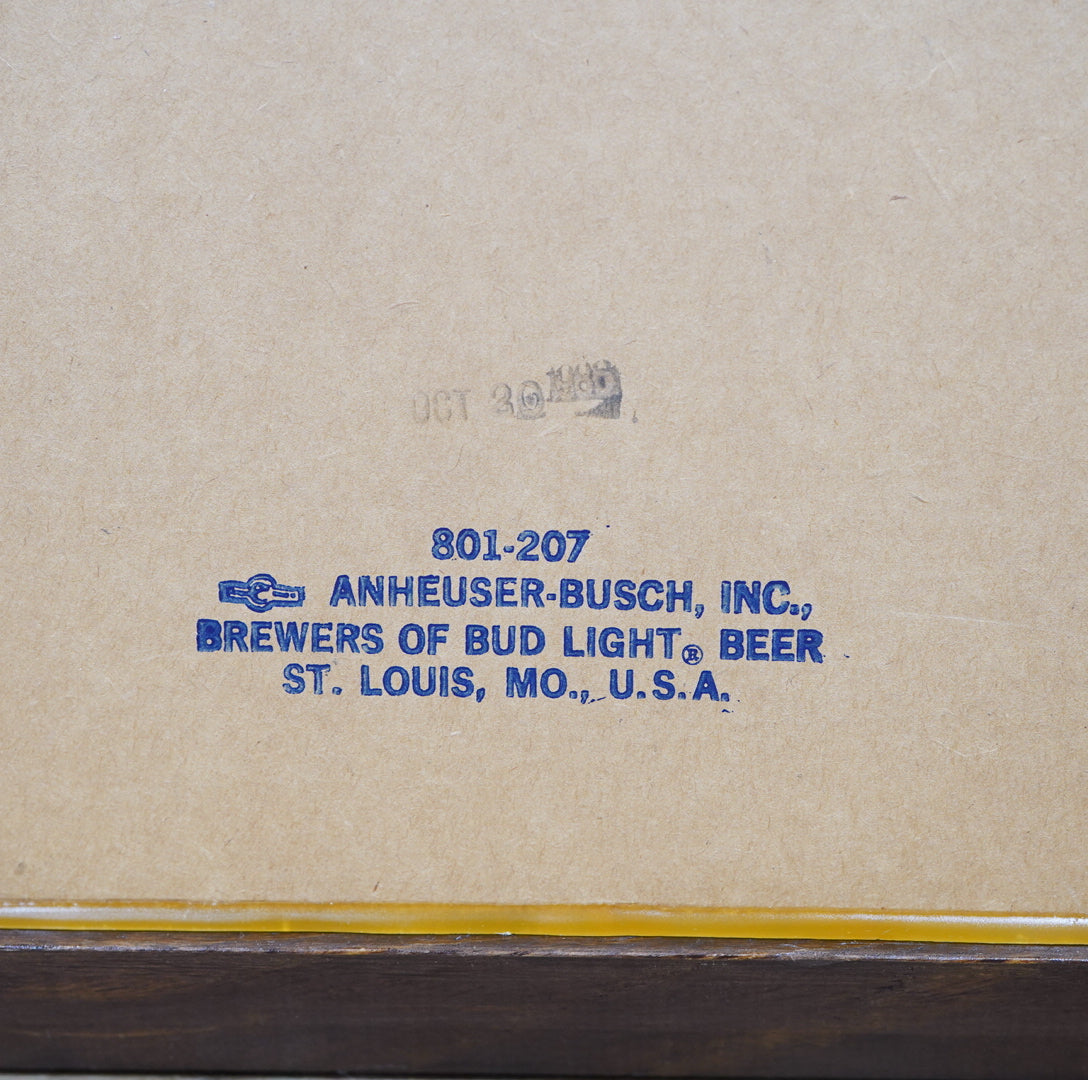 OCT 30
801-207
ANHEUSER-BUSCH, INC.,
BREWERS OF BUD LIGHT® BEER
ST. LOUIS, MO., U.S.A.